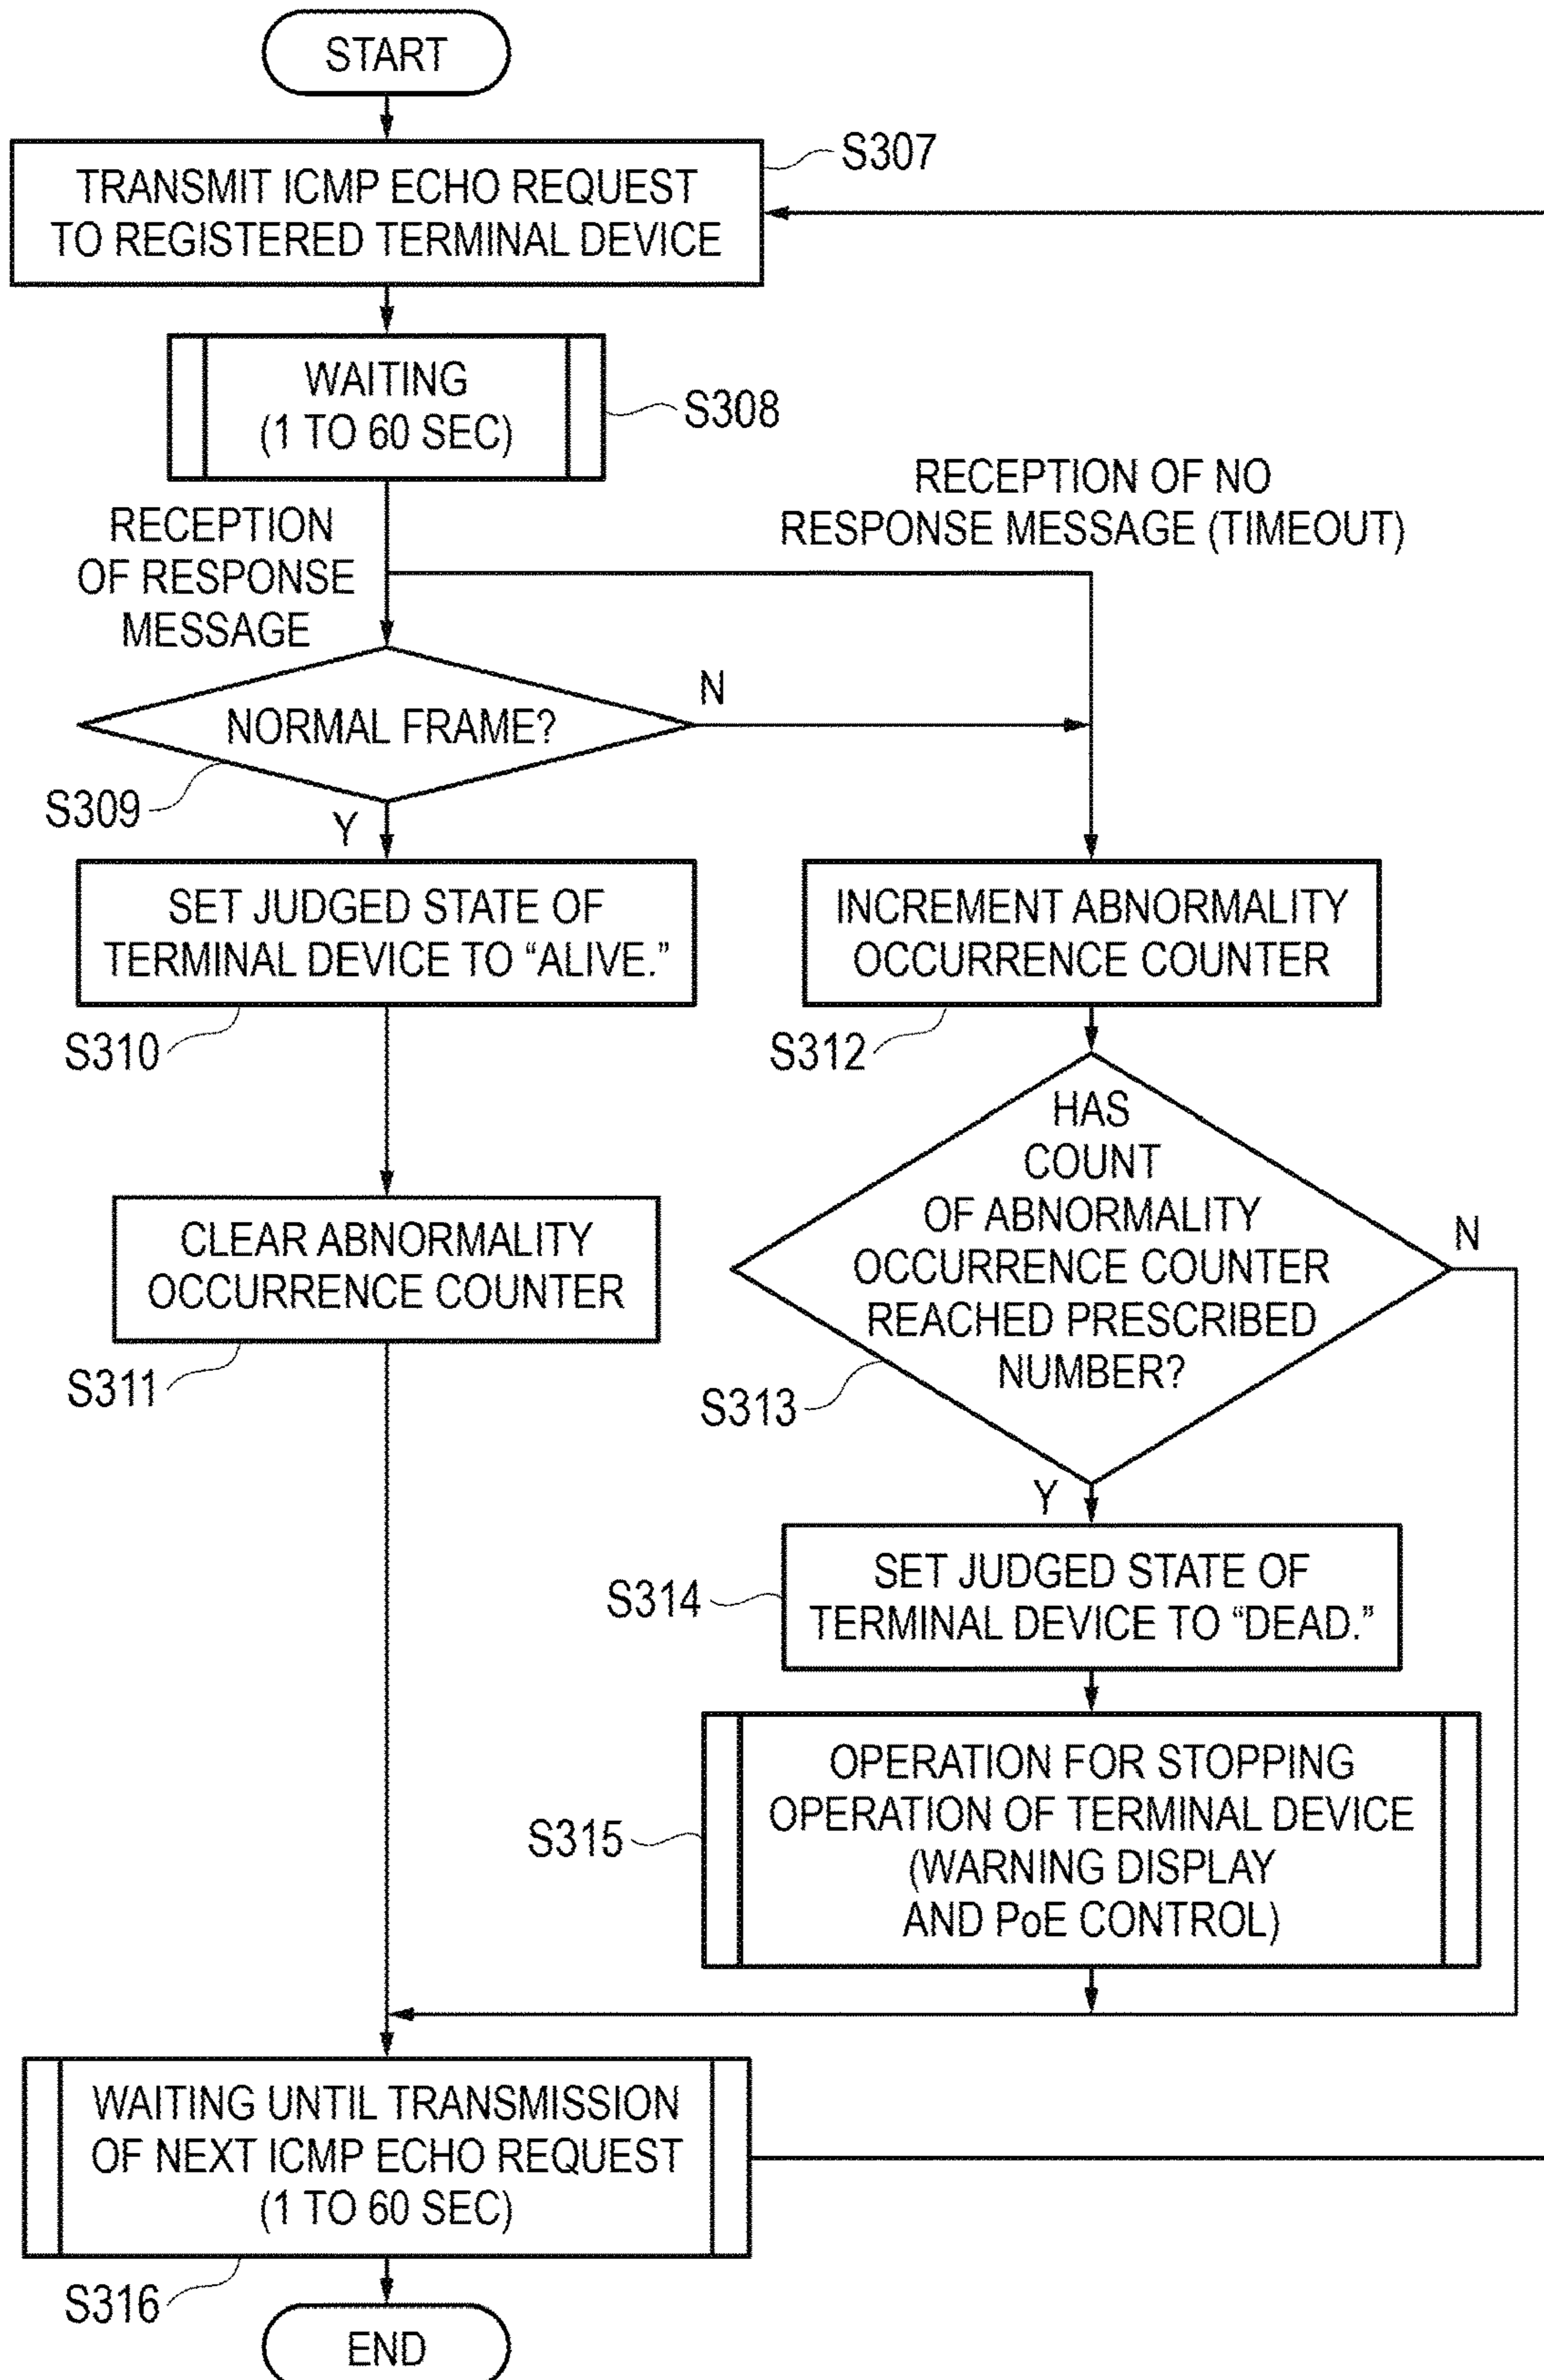 START
S307
TRANSMIT ICMP ECHO REQUEST
TO REGISTERED TERMINAL DEVICE
WAITING
(1 TO 60 SEC)
S308
RECEPTION
OF RESPONSE
MESSAGE
RECEPTION OF NO
RESPONSE MESSAGE (TIMEOUT)
NORMAL FRAME?
N
S309
Y
SET JUDGED STATE OF
TERMINAL DEVICE TO “ALIVE.”
S310
INCREMENT ABNORMALITY
OCCURRENCE COUNTER
S312
CLEAR ABNORMALITY
OCCURRENCE COUNTER
S311
HAS
COUNT
OF ABNORMALITY
OCCURRENCE COUNTER
REACHED PRESCRIBED
NUMBER?
N
S313
Y
SET JUDGED STATE OF
TERMINAL DEVICE TO “DEAD.”
S314
OPERATION FOR STOPPING
OPERATION OF TERMINAL DEVICE
(WARNING DISPLAY
AND PoE CONTROL)
S315
WAITING UNTIL TRANSMISSION
OF NEXT ICMP ECHO REQUEST
(1 TO 60 SEC)
S316
END